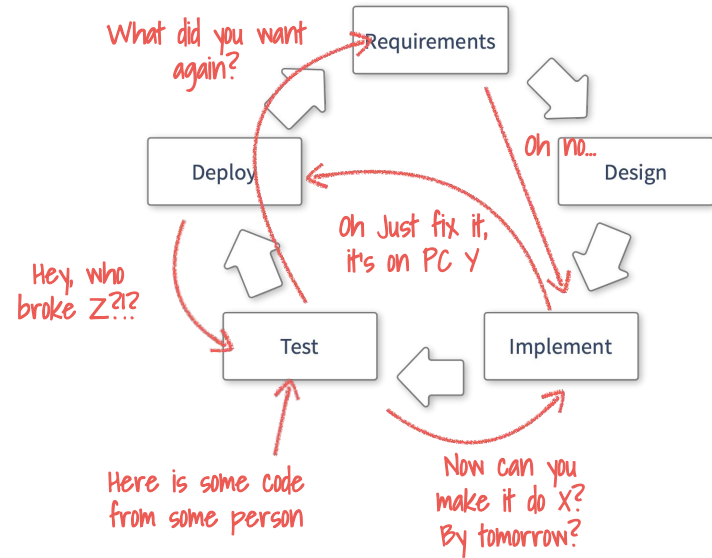 What did you want
again?
Requirements
Oh no...
Design
Deploy
Oh Just fix it,
it's on PC Y
Hey, who
broke Z?!?
Test
Implement
Here is some code
from some person
Now can you
make it do X?
By tomorrow?